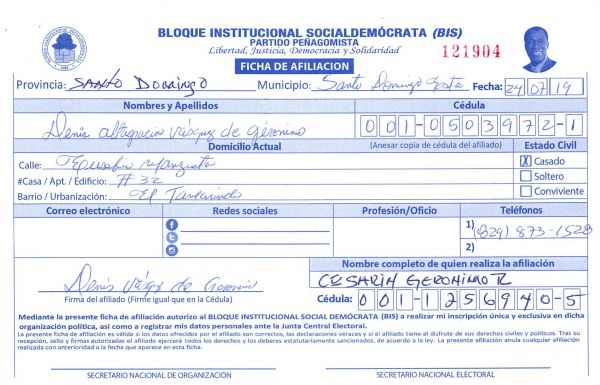 BLOQUE INSTITUCIONAL SOCIALDEMÓCRATA (BIS)
PARTIDO PEÑAGOMISTA
Libertad, Justicia, Democracia y Solidaridad
121904
FICHA DE AFILIACION
Provincia: SANTO DOMINGO Municipio: Santo Domingo Este Fecha: 24/07/19
Nombres y Apellidos Cédula
Denis Altagracia Vásquez de Gerónimo 001-0503972-1
Domicilio Actual (Anexar copia de cédula del afiliado) Estado Civil
Calle: Manzueta X Casado
#Casa / Apt. / Edificio: # 32 Soltero
Barrio / Urbanización: El Tamarindo Conviviente
Correo electrónico Redes sociales Profesión/Oficio Teléfonos
1) (829) 873-1528
2)
Nombre completo de quien realiza la afiliación
Denis Vásqz de Geronimo CESARIN GERONIMO R
Firma del afiliado (Firme igual que en la Cédula) Cédula: 001-1256940-5
Mediante la presente ficha de afiliación autorizo al BLOQUE INSTITUCIONAL SOCIAL DEMÓCRATA (BIS) a realizar mi inscripción única y exclusiva en dicha
organización política, así como a registrar mis datos personales ante la Junta Central Electoral.
La presente ficha de afiliación es válida si los datos ofrecidos por el afiliado son correctos, las declaraciones veraces y si el afiliado tiene el disfrute de sus derechos civiles y políticos. Tras su
recepción, sello y firmas autorizadas el afiliado ejercerá todos los derechos y los deberes estatutariamente sancionados, de acuerdo a la ley. La presente afiliación anula cualquier afiliación
realizada con anterioridad a la fecha que aparece en esta ficha.
SECRETARIO NACIONAL DE ORGANIZACIÓN SECRETARIO NACIONAL ELECTORAL